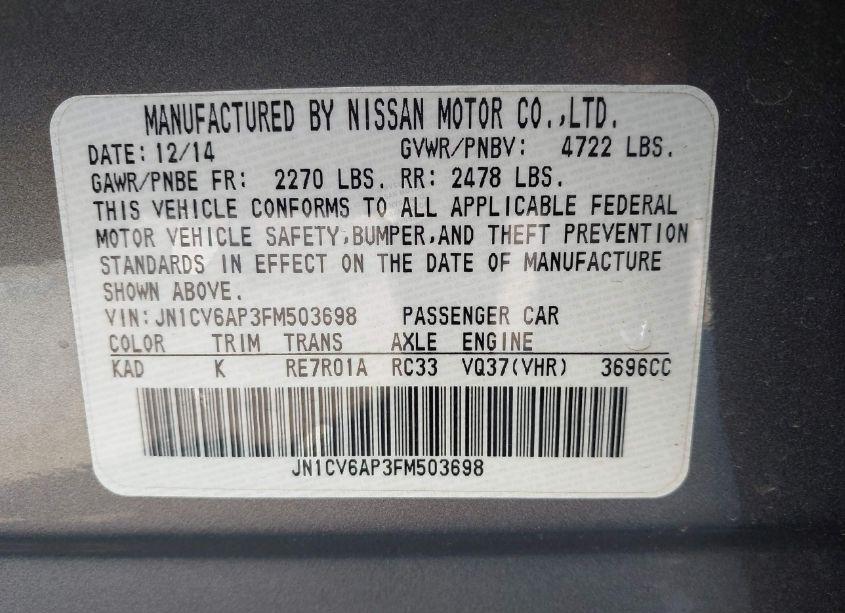 MANUFACTURED BY NISSAN MOTOR CO.,LTD.
DATE: 12/14 GVWR/PNBV: 4722 LBS.
GAWR/PNBE FR: 2270 LBS. RR: 2478 LBS.
THIS VEHICLE CONFORMS TO ALL APPLICABLE FEDERAL
MOTOR VEHICLE SAFETY,BUMPER,AND THEFT PREVENTION
STANDARDS IN EFFECT ON THE DATE OF MANUFACTURE
SHOWN ABOVE.
VIN:JN1CV6AP3FM503698 PASSENGER CAR
COLOR TRIM TRANS AXLE ENGINE
KAD K RE7R01A RC33 VQ37(VHR) 3696CC
JN1CV6AP3FM503698